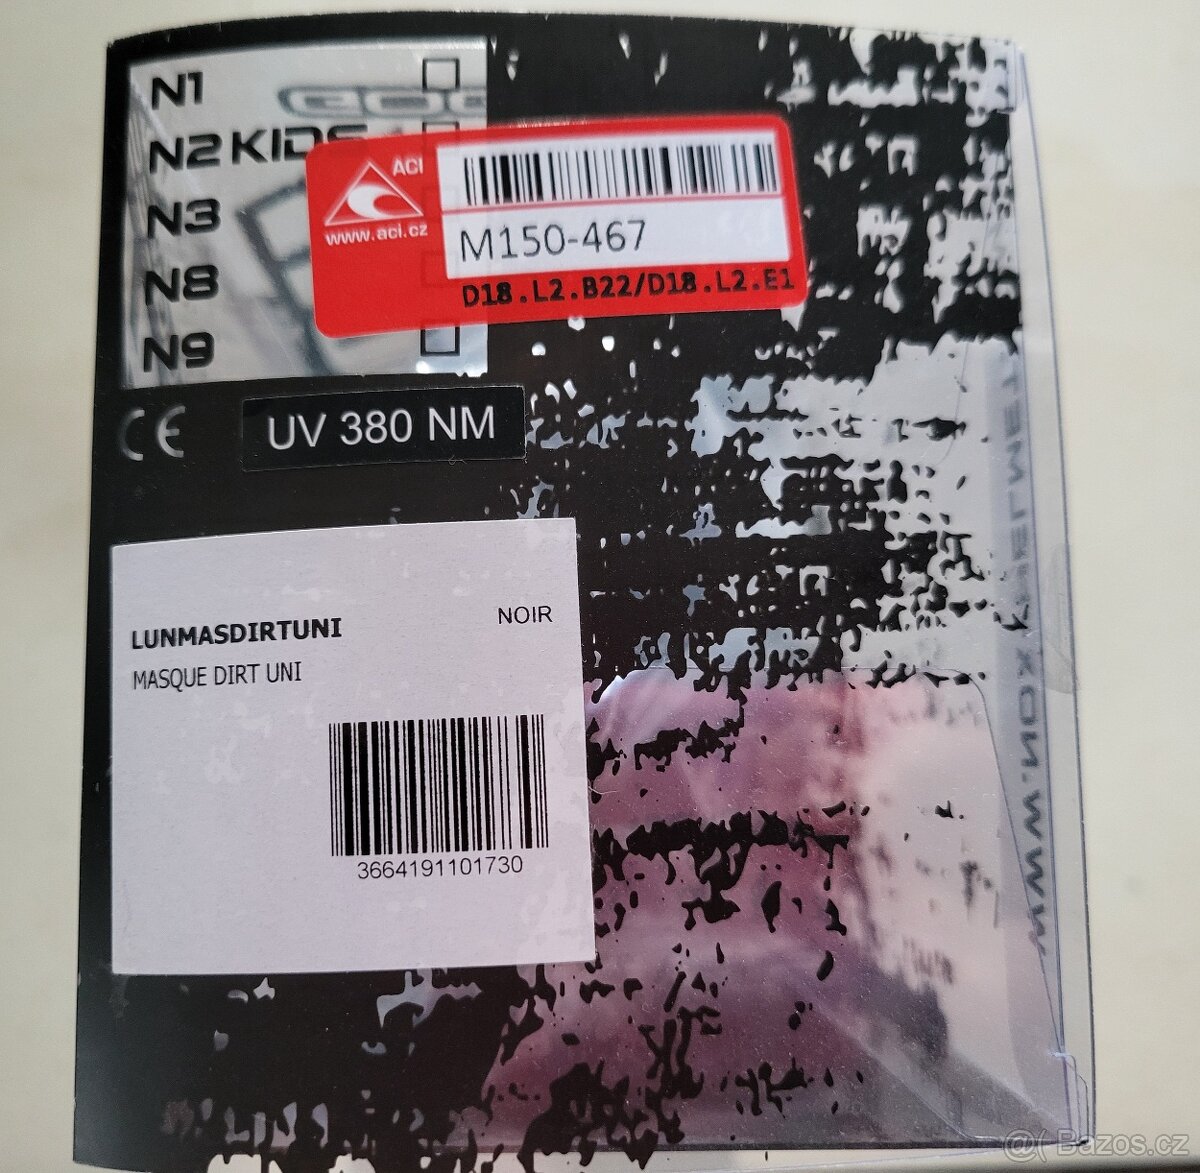 N1
N2 KIDS
N3
N8
N9
ACI
www.aci.cz
M150-467
D18.L2.B22/D18.L2.E1
CE
UV 380 NM
LUNMASDIRTUNI
NOIR
MASQUE DIRT UNI
3664191101730
@( Bazos.cz